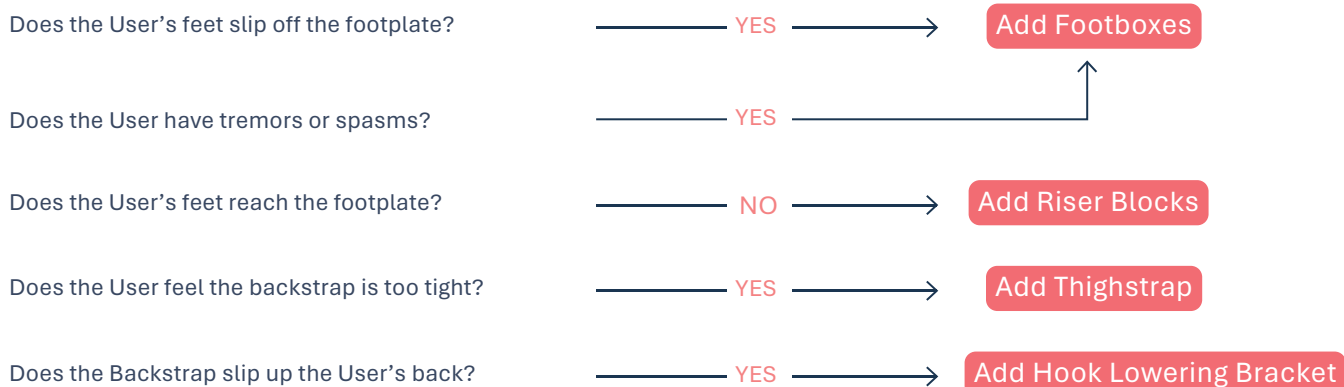 Does the User’s feet slip off the footplate? YES Add Footboxes
Does the User have tremors or spasms? YES
Does the User’s feet reach the footplate? NO Add Riser Blocks
Does the User feel the backstrap is too tight? YES Add Thighstrap
Does the Backstrap slip up the User’s back? YES Add Hook Lowering Bracket